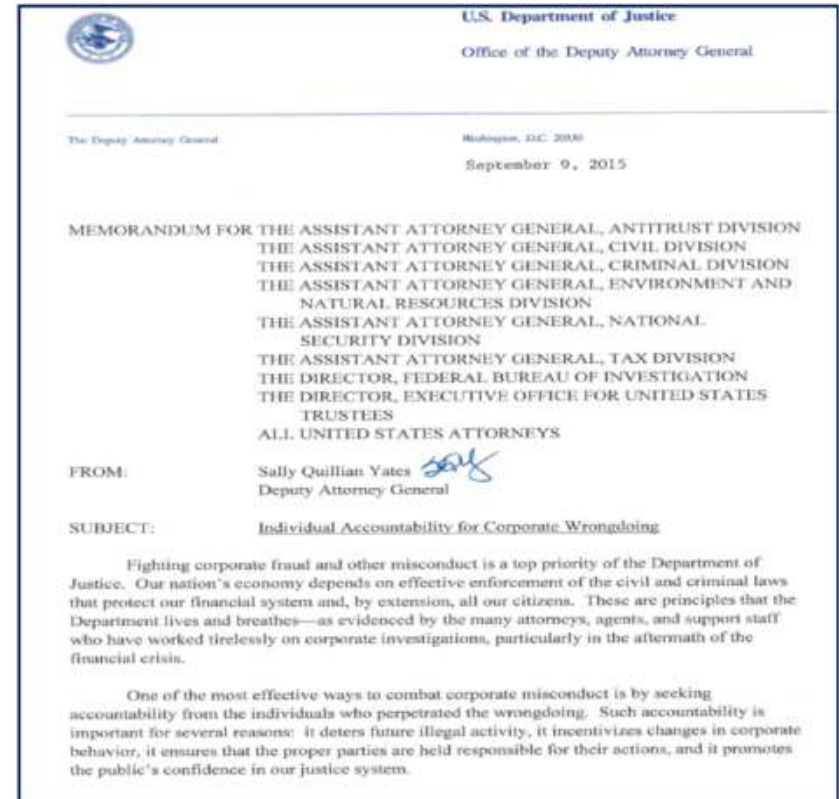 U.S. Department of Justice
Office of the Deputy Attorney General
The Deputy Attorney General
Washington, D.C. 20530
September 9, 2015
MEMORANDUM FOR THE ASSISTANT ATTORNEY GENERAL, ANTITRUST DIVISION
THE ASSISTANT ATTORNEY GENERAL, CIVIL DIVISION
THE ASSISTANT ATTORNEY GENERAL, CRIMINAL DIVISION
THE ASSISTANT ATTORNEY GENERAL, ENVIRONMENT AND
NATURAL RESOURCES DIVISION
THE ASSISTANT ATTORNEY GENERAL, NATIONAL
SECURITY DIVISION
THE ASSISTANT ATTORNEY GENERAL, TAX DIVISION
THE DIRECTOR, FEDERAL BUREAU OF INVESTIGATION
THE DIRECTOR, EXECUTIVE OFFICE FOR UNITED STATES
TRUSTEES
ALL UNITED STATES ATTORNEYS
FROM: Sally Quillian Yates
Deputy Attorney General
SUBJECT: Individual Accountability for Corporate Wrongdoing
Fighting corporate fraud and other misconduct is a top priority of the Department of
Justice. Our nation's economy depends on effective enforcement of the civil and criminal laws
that protect our financial system and, by extension, all our citizens. These are principles that the
Department lives and breathes—as evidenced by the many attorneys, agents, and support staff
who have worked tirelessly on corporate investigations, particularly in the aftermath of the
financial crisis.
One of the most effective ways to combat corporate misconduct is by seeking
accountability from the individuals who perpetrated the wrongdoing. Such accountability is
important for several reasons: it deters future illegal activity, it incentivizes changes in corporate
behavior, it ensures that the proper parties are held responsible for their actions, and it promotes
the public's confidence in our justice system.